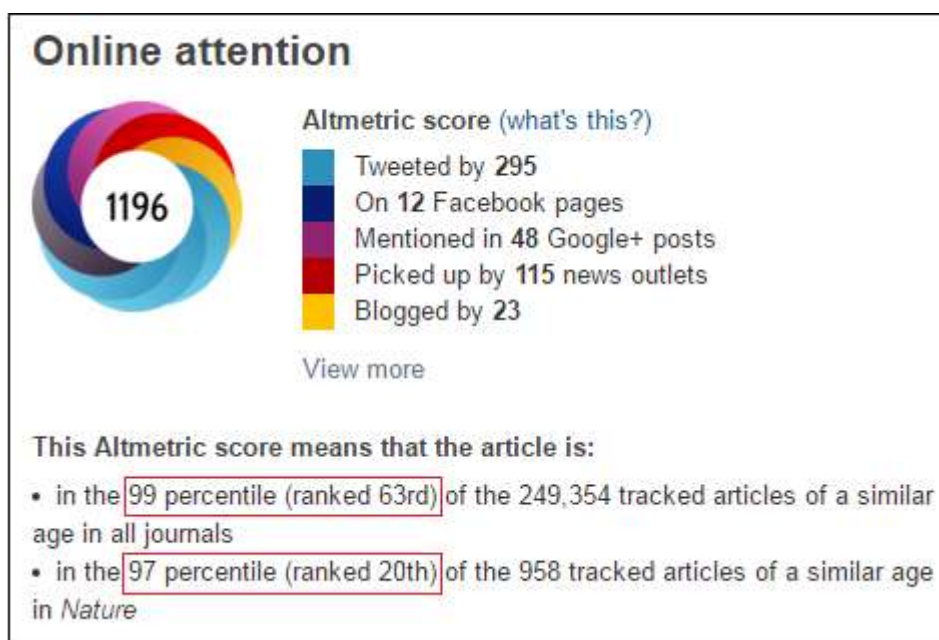 Online attention
1196
Altmetric score (what's this?)
Tweeted by 295
On 12 Facebook pages
Mentioned in 48 Google+ posts
Picked up by 115 news outlets
Blogged by 23
View more
This Altmetric score means that the article is:
• in the 99 percentile (ranked 63rd) of the 249,354 tracked articles of a similar
age in all journals
• in the 97 percentile (ranked 20th) of the 958 tracked articles of a similar age
in Nature